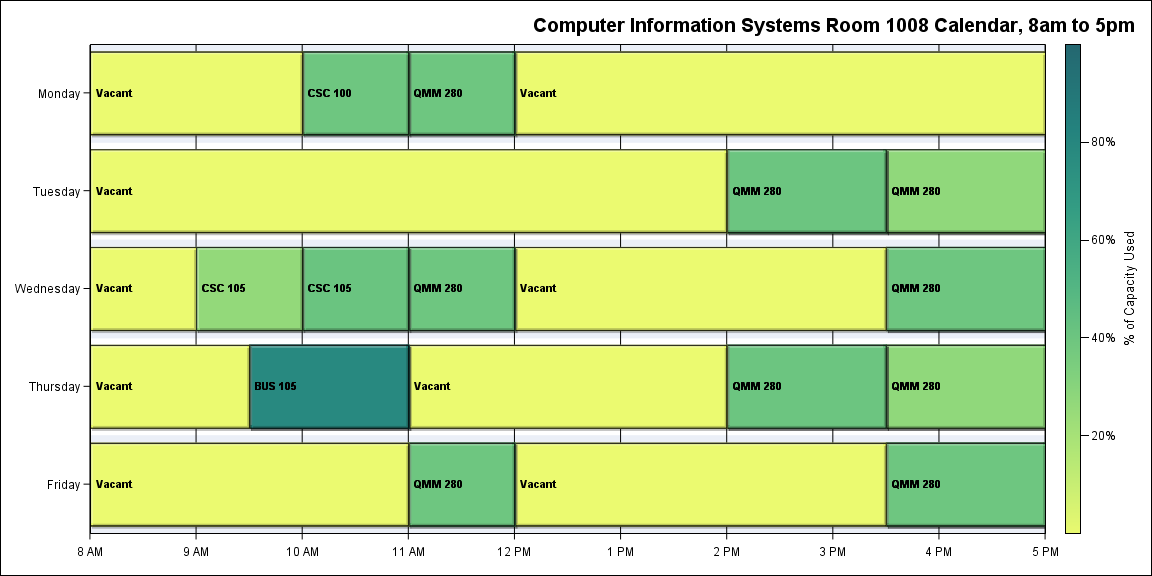 Computer Information Systems Room 1008 Calendar, 8am to 5pm
Monday
Vacant
CSC 100
QMM 280
Vacant
Tuesday
Vacant
QMM 280
QMM 280
Wednesday
Vacant
CSC 105
CSC 105
QMM 280
Vacant
QMM 280
Thursday
Vacant
BUS 105
Vacant
QMM 280
QMM 280
Friday
Vacant
QMM 280
Vacant
QMM 280
8 AM
9 AM
10 AM
11 AM
12 PM
1 PM
2 PM
3 PM
4 PM
5 PM
80%
60%
40%
20%
% of Capacity Used